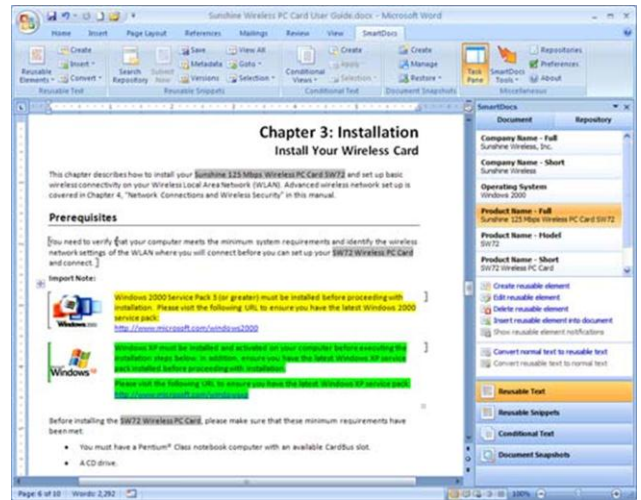 Sunshine Wireless PC Card User Guide.docx - Microsoft Word
Home Insert Page Layout References Mailings Review View SmartDocs
Create Save View All Create Create Repositories
Reusable Elements Insert Search Repository Submit Metadata Goto Conditional Views Apply Manage Task Pane SmartDocs Tools Preferences
Convert Versions Selection Selection Restore About
Reusable Text Reusable Snippets Conditional Text Document Snapshots Miscellaneous
Chapter 3: Installation
Install Your Wireless Card
This chapter describes how to install your Sunshine 125 Mbps Wireless PC Card SW72 and set up basic
wireless connectivity on your Wireless Local Area Network (WLAN). Advanced wireless network set up is
covered in Chapter 4, "Network Connections and Wireless Security" in this manual.
Prerequisites
You need to verify that your computer meets the minimum system requirements and identify the wireless
network settings of the WLAN where you will connect before you can set up your SW72 Wireless PC Card
and connect.
Import Note:
Windows 2000 Service Pack 3 (or greater) must be installed before proceeding with
installation. Please visit the following URL to ensure you have the latest Windows 2000
service pack:
http://www.microsoft.com/windows2000
Windows 2000
Windows XP must be installed and activated on your computer before executing the
installation steps below. In addition, ensure you have the latest Windows XP service
pack installed before proceeding with installation.
Windows xp
Please visit the following URL to ensure you have the latest Windows XP service pack:
http://www.microsoft.com/windowsxp
Before installing the SW72 Wireless PC Card, please make sure that these minimum requirements have
been met:
• You must have a Pentium® Class notebook computer with an available CardBus slot.
• A CD drive.
SmartDocs
Document Repository
Company Name - Full
Sunshine Wireless, Inc.
Company Name - Short
Sunshine Wireless
Operating System
Windows 2000
Product Name - Full
Sunshine 125 Mbps Wireless PC Card SW72
Product Name - Model
SW72
Product Name - Short
SW72 Wireless PC Card
Create reusable element
Edit reusable element
Delete reusable element
Insert reusable element into document
Show reusable element notifications
Convert normal text to reusable text
Convert reusable text to normal text
Reusable Text
Reusable Snippets
Conditional Text
Document Snapshots
Page: 6 of 10 Words: 2,292 100%